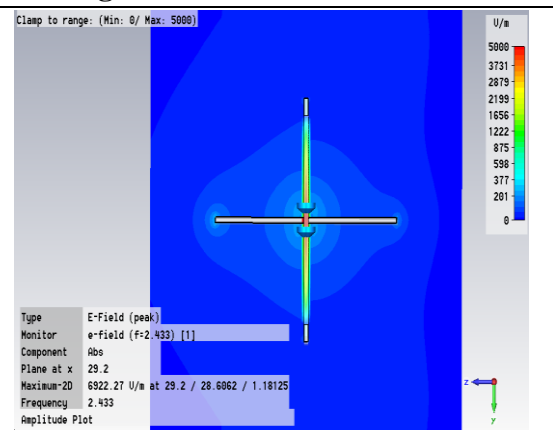 Clamp to range: (Min: 0/ Max: 5000)
V/m
5000
3731
2879
2199
1656
1222
875
598
377
201
0
Type E-Field (peak)
Monitor e-field (f=2.433) [1]
Component Abs
Plane at x 29.2
Maximum-2D 6922.27 V/m at 29.2 / 28.6062 / 1.18125
Frequency 2.433
Amplitude Plot
z
y